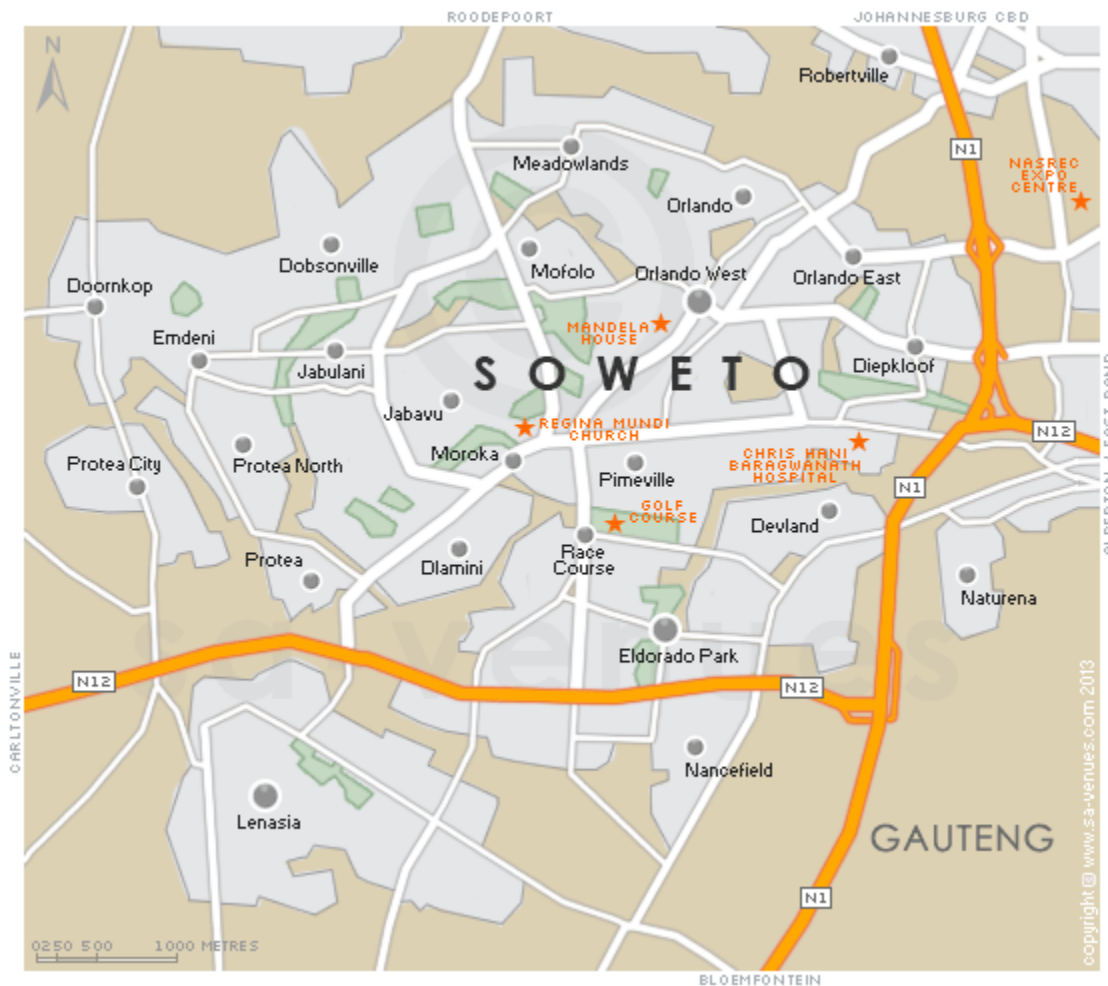 ROODEPOORT
JOHANNESBURG CBD
N
Robertville
N1
NASREC
EXPO
CENTRE
Meadowlands
Orlando
Dobsonville
Mofolo
Orlando West
Orlando East
Doornkop
MANDELA
HOUSE
Emdeni
Jabulani
SOWETO
Diepkloof
Jabavu
REGINA MUNDI
CHURCH
N12
Moroka
Protea City
Protea North
Pimeville
CHRIS HANI
BARAGWANATH
HOSPITAL
N1
GOLF
COURSE
Devland
Race
Course
Protea
Dlamini
Naturena
sa-venues
Eldorado Park
CARLTONVILLE
N12
N12
Nancefield
Lenasia
GAUTENG
N1
copyright © www.sa-venues.com 2013
0250 500 1000 METRES
BLOEMFONTEIN